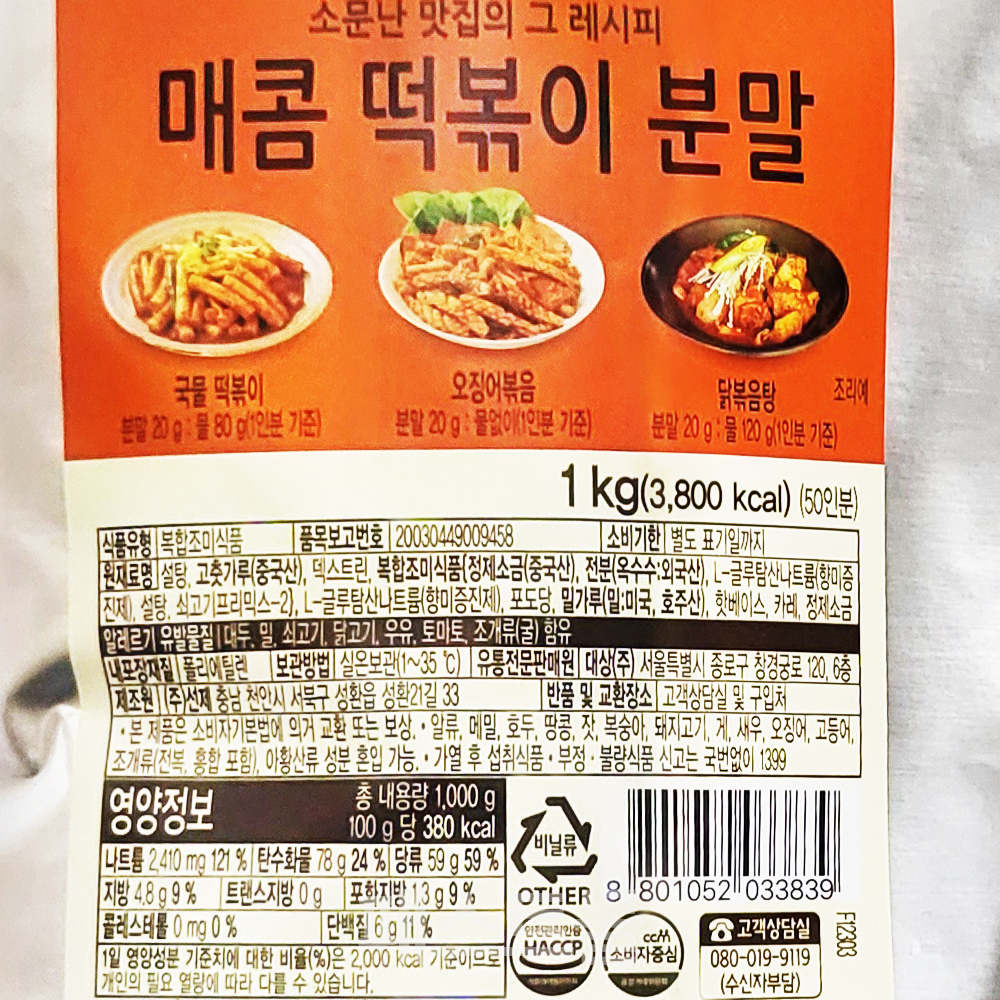 소문난 맛집의 그 레시피
매콤 떡볶이 분말
국물 떡볶이 오징어볶음 닭볶음탕 조리예
분말 20 g : 물 80 g(1인분 기준) 분말 20 g : 물없이(1인분 기준) 분말 20 g : 물 120 g(1인분 기준)
1 kg(3,800 kcal) (50인분)
식품유형 복합조미식품 품목보고번호 20030449009458 소비기한 별도 표기일까지
원재료명 설탕, 고춧가루(중국산), 덱스트린, 복합조미식품{정제소금(중국산), 전분(옥수수:외국산), L-글루탐산나트륨(향미증
진제), 설탕, 쇠고기프리믹스-2}, L-글루탐산나트륨(향미증진제), 포도당, 밀가루(밀:미국, 호주산), 핫베이스, 카레, 정제소금
알레르기 유발물질 대두, 밀, 쇠고기, 닭고기, 우유, 토마토, 조개류(굴) 함유
내포장재질 폴리에틸렌 보관방법 실온보관(1~35 ℃) 유통전문판매원 대상(주) 서울특별시 종로구 창경궁로 120, 6층
제조원 (주)선제 충남 천안시 서북구 성환읍 성환21길 33 반품 및 교환장소 고객상담실 및 구입처
• 본 제품은 소비자기본법에 의거 교환 또는 보상. • 알류, 메밀, 호두, 땅콩, 잣, 복숭아, 돼지고기, 게, 새우, 오징어, 고등어,
조개류(전복, 홍합 포함), 아황산류 성분 혼입 가능. • 가열 후 섭취식품 • 부정 · 불량식품 신고는 국번없이 1399
영양정보 총 내용량 1,000 g
100 g 당 380 kcal
나트륨 2,410 mg 121 % 탄수화물 78 g 24 % 당류 59 g 59 %
지방 4.8 g 9 % 트랜스지방 0 g 포화지방 1.3 g 9 %
콜레스테롤 0 mg 0 % 단백질 6 g 11 %
1일 영양성분 기준치에 대한 비율(%)은 2,000 kcal 기준이므로
개인의 필요 열량에 따라 다를 수 있습니다.
비닐류
OTHER
8 801052 033839
안전관리인증
HACCP
CCM
소비자중심
고객상담실
080-019-9119
(수신자부담)
F12303